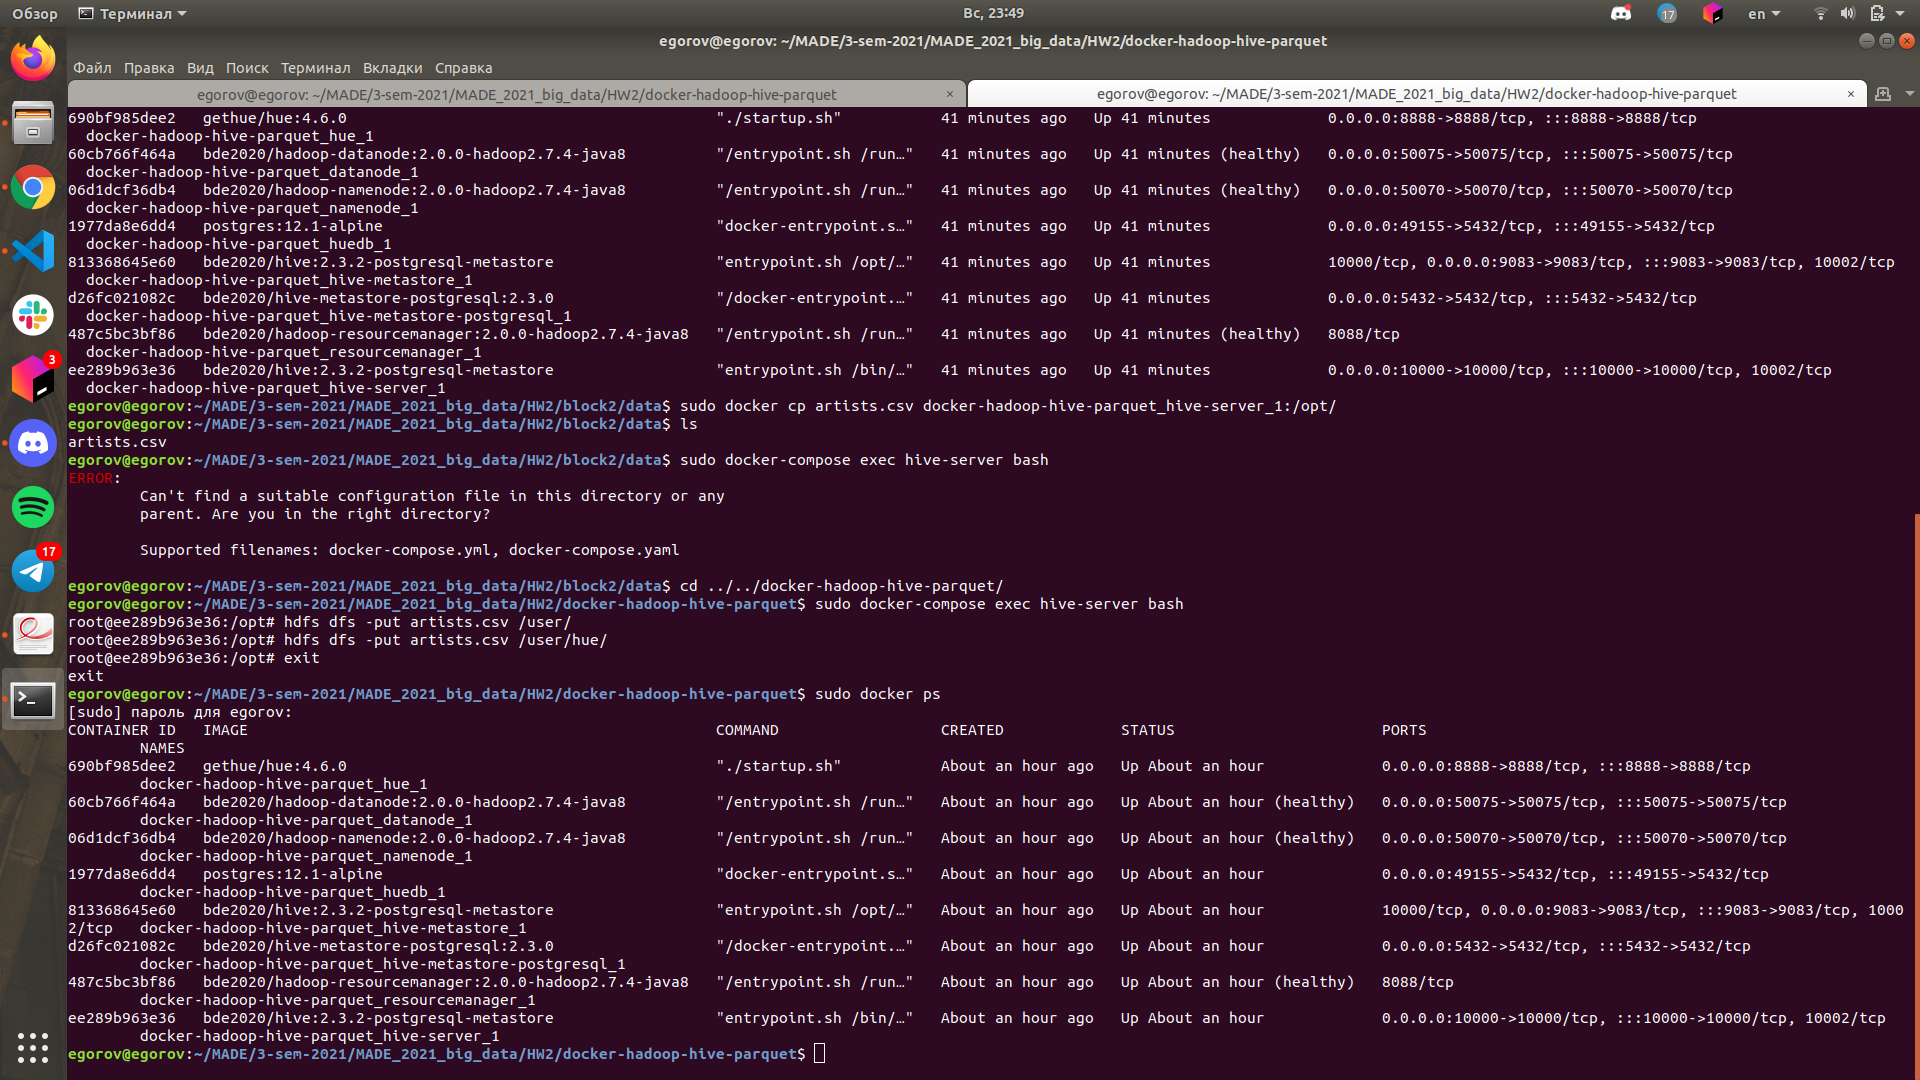 Обзор Терминал Вс, 23:49 17 en
egorov@egorov: ~/MADE/3-sem-2021/MADE_2021_big_data/HW2/docker-hadoop-hive-parquet
Файл Правка Вид Поиск Терминал Вкладки Справка
egorov@egorov: ~/MADE/3-sem-2021/MADE_2021_big_data/HW2/docker-hadoop-hive-parquet × egorov@egorov: ~/MADE/3-sem-2021/MADE_2021_big_data/HW2/docker-hadoop-hive-parquet ×
690bf985dee2 gethue/hue:4.6.0 "./startup.sh" 41 minutes ago Up 41 minutes 0.0.0.0:8888->8888/tcp, :::8888->8888/tcp
docker-hadoop-hive-parquet_hue_1
60cb766f464a bde2020/hadoop-datanode:2.0.0-hadoop2.7.4-java8 "/entrypoint.sh /run…" 41 minutes ago Up 41 minutes (healthy) 0.0.0.0:50075->50075/tcp, :::50075->50075/tcp
docker-hadoop-hive-parquet_datanode_1
06d1dcf36db4 bde2020/hadoop-namenode:2.0.0-hadoop2.7.4-java8 "/entrypoint.sh /run…" 41 minutes ago Up 41 minutes (healthy) 0.0.0.0:50070->50070/tcp, :::50070->50070/tcp
docker-hadoop-hive-parquet_namenode_1
1977da8e6dd4 postgres:12.1-alpine "docker-entrypoint.s…" 41 minutes ago Up 41 minutes 0.0.0.0:49155->5432/tcp, :::49155->5432/tcp
docker-hadoop-hive-parquet_huedb_1
813368645e60 bde2020/hive:2.3.2-postgresql-metastore "entrypoint.sh /opt/…" 41 minutes ago Up 41 minutes 10000/tcp, 0.0.0.0:9083->9083/tcp, :::9083->9083/tcp, 10002/tcp
docker-hadoop-hive-parquet_hive-metastore_1
d26fc021082c bde2020/hive-metastore-postgresql:2.3.0 "/docker-entrypoint.…" 41 minutes ago Up 41 minutes 0.0.0.0:5432->5432/tcp, :::5432->5432/tcp
docker-hadoop-hive-parquet_hive-metastore-postgresql_1
487c5bc3bf86 bde2020/hadoop-resourcemanager:2.0.0-hadoop2.7.4-java8 "/entrypoint.sh /run…" 41 minutes ago Up 41 minutes (healthy) 8088/tcp
docker-hadoop-hive-parquet_resourcemanager_1
ee289b963e36 bde2020/hive:2.3.2-postgresql-metastore "entrypoint.sh /bin/…" 41 minutes ago Up 41 minutes 0.0.0.0:10000->10000/tcp, :::10000->10000/tcp, 10002/tcp
docker-hadoop-hive-parquet_hive-server_1
egorov@egorov:~/MADE/3-sem-2021/MADE_2021_big_data/HW2/block2/data$ sudo docker cp artists.csv docker-hadoop-hive-parquet_hive-server_1:/opt/
egorov@egorov:~/MADE/3-sem-2021/MADE_2021_big_data/HW2/block2/data$ ls
artists.csv
egorov@egorov:~/MADE/3-sem-2021/MADE_2021_big_data/HW2/block2/data$ sudo docker-compose exec hive-server bash
ERROR:
Can't find a suitable configuration file in this directory or any
parent. Are you in the right directory?
Supported filenames: docker-compose.yml, docker-compose.yaml
egorov@egorov:~/MADE/3-sem-2021/MADE_2021_big_data/HW2/block2/data$ cd ../../docker-hadoop-hive-parquet/
egorov@egorov:~/MADE/3-sem-2021/MADE_2021_big_data/HW2/docker-hadoop-hive-parquet$ sudo docker-compose exec hive-server bash
root@ee289b963e36:/opt# hdfs dfs -put artists.csv /user/
root@ee289b963e36:/opt# hdfs dfs -put artists.csv /user/hue/
root@ee289b963e36:/opt# exit
exit
egorov@egorov:~/MADE/3-sem-2021/MADE_2021_big_data/HW2/docker-hadoop-hive-parquet$ sudo docker ps
[sudo] пароль для egorov:
CONTAINER ID IMAGE COMMAND CREATED STATUS PORTS
NAMES
690bf985dee2 gethue/hue:4.6.0 "./startup.sh" About an hour ago Up About an hour 0.0.0.0:8888->8888/tcp, :::8888->8888/tcp
docker-hadoop-hive-parquet_hue_1
60cb766f464a bde2020/hadoop-datanode:2.0.0-hadoop2.7.4-java8 "/entrypoint.sh /run…" About an hour ago Up About an hour (healthy) 0.0.0.0:50075->50075/tcp, :::50075->50075/tcp
docker-hadoop-hive-parquet_datanode_1
06d1dcf36db4 bde2020/hadoop-namenode:2.0.0-hadoop2.7.4-java8 "/entrypoint.sh /run…" About an hour ago Up About an hour (healthy) 0.0.0.0:50070->50070/tcp, :::50070->50070/tcp
docker-hadoop-hive-parquet_namenode_1
1977da8e6dd4 postgres:12.1-alpine "docker-entrypoint.s…" About an hour ago Up About an hour 0.0.0.0:49155->5432/tcp, :::49155->5432/tcp
docker-hadoop-hive-parquet_huedb_1
813368645e60 bde2020/hive:2.3.2-postgresql-metastore "entrypoint.sh /opt/…" About an hour ago Up About an hour 10000/tcp, 0.0.0.0:9083->9083/tcp, :::9083->9083/tcp, 1000
2/tcp docker-hadoop-hive-parquet_hive-metastore_1
d26fc021082c bde2020/hive-metastore-postgresql:2.3.0 "/docker-entrypoint.…" About an hour ago Up About an hour 0.0.0.0:5432->5432/tcp, :::5432->5432/tcp
docker-hadoop-hive-parquet_hive-metastore-postgresql_1
487c5bc3bf86 bde2020/hadoop-resourcemanager:2.0.0-hadoop2.7.4-java8 "/entrypoint.sh /run…" About an hour ago Up About an hour (healthy) 8088/tcp
docker-hadoop-hive-parquet_resourcemanager_1
ee289b963e36 bde2020/hive:2.3.2-postgresql-metastore "entrypoint.sh /bin/…" About an hour ago Up About an hour 0.0.0.0:10000->10000/tcp, :::10000->10000/tcp, 10002/tcp
docker-hadoop-hive-parquet_hive-server_1
egorov@egorov:~/MADE/3-sem-2021/MADE_2021_big_data/HW2/docker-hadoop-hive-parquet$
3
17